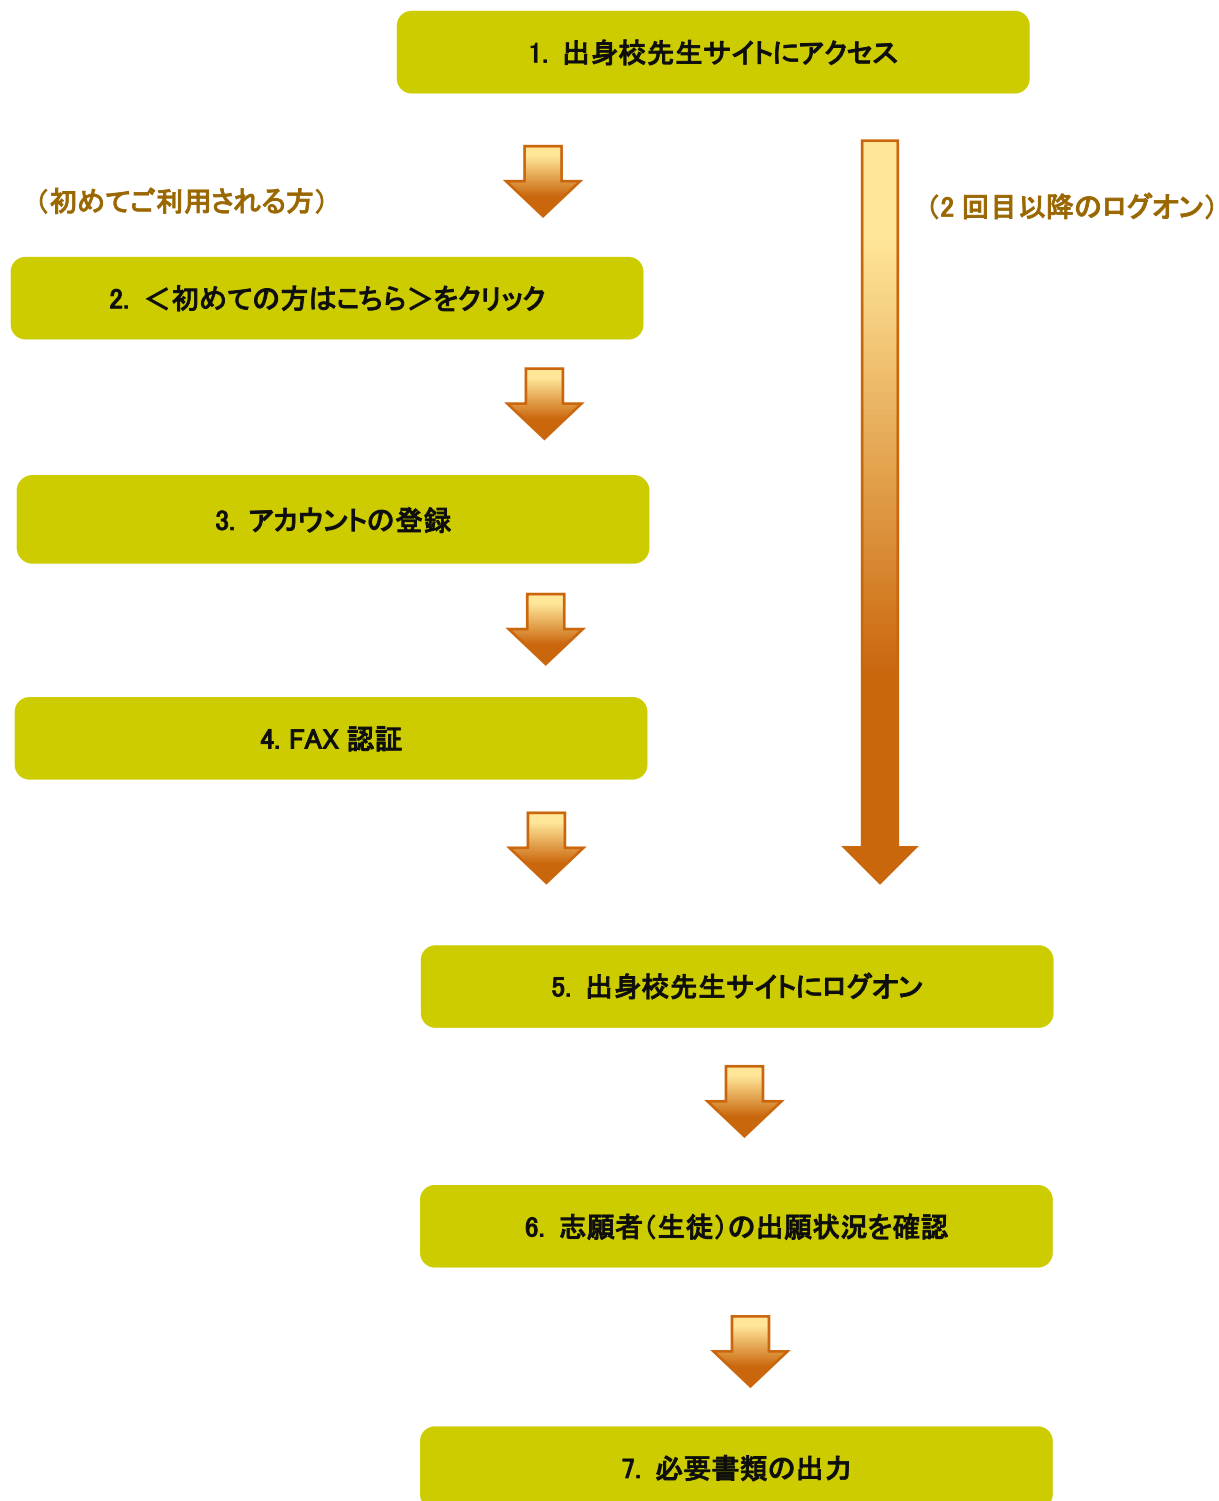 1. 出身校先生サイトにアクセス
（初めてご利用される方）
（2 回目以降のログオン）
2. ＜初めての方はこちら＞をクリック
3. アカウントの登録
4. FAX 認証
5. 出身校先生サイトにログオン
6. 志願者（生徒）の出願状況を確認
7. 必要書類の出力